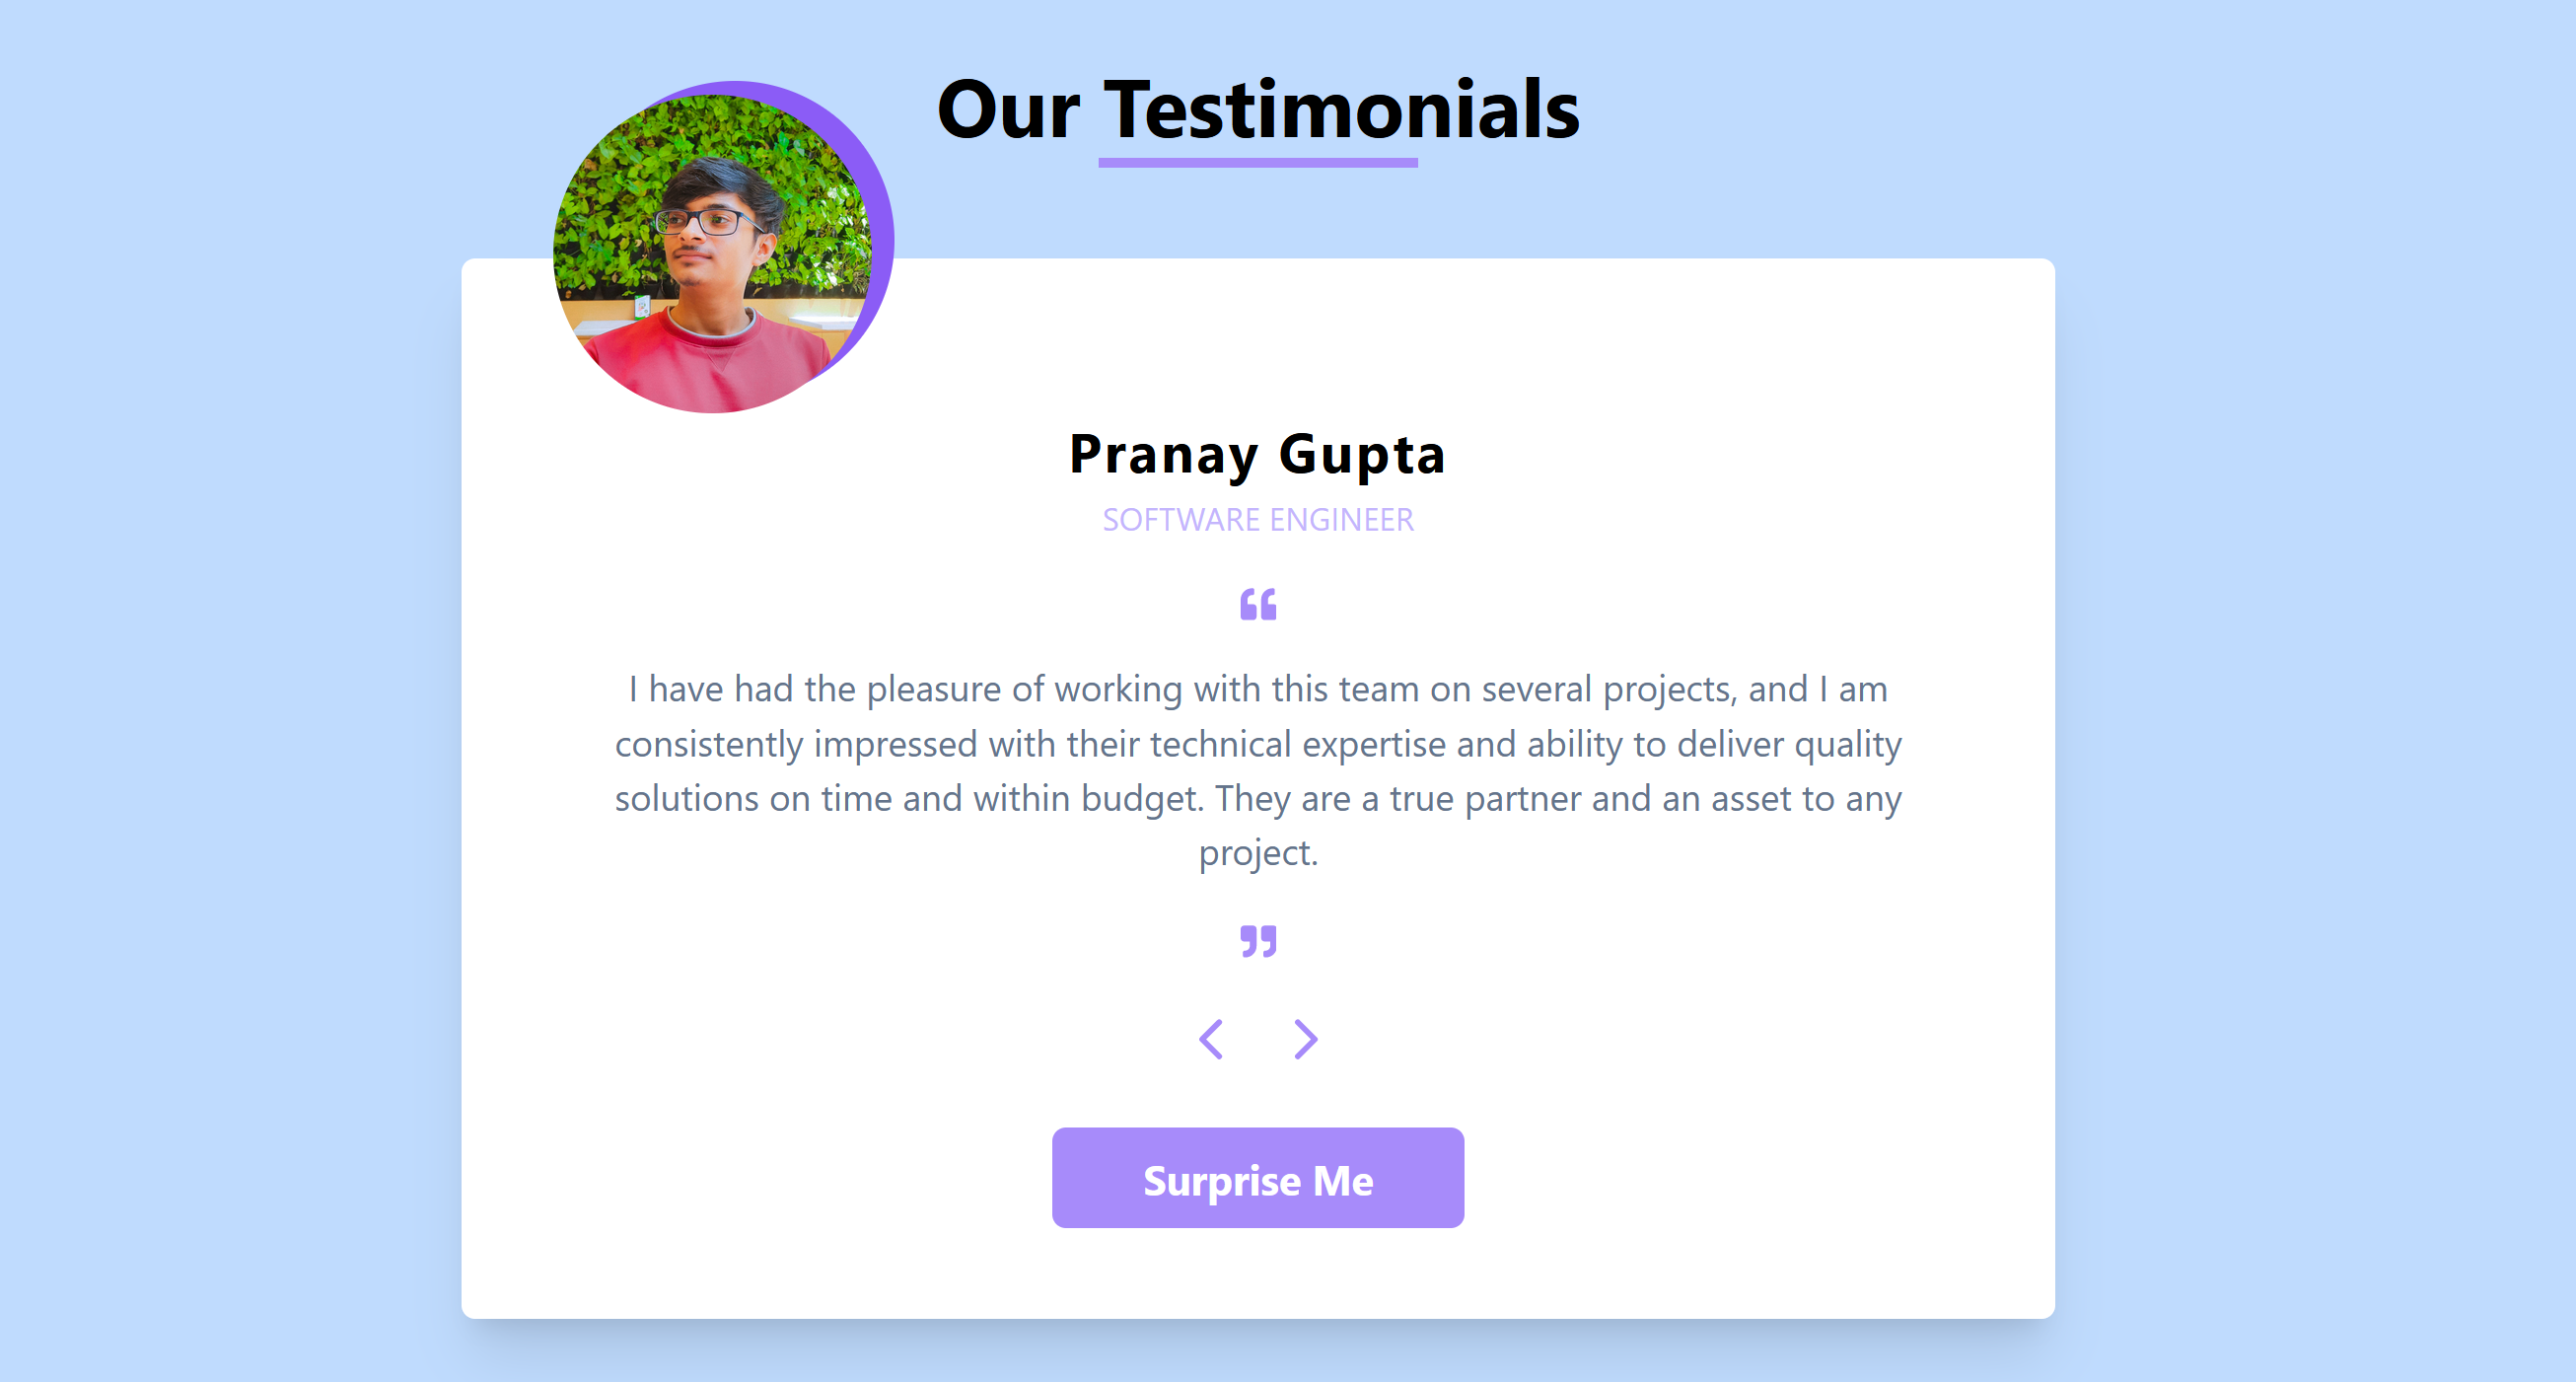 Our Testimonials
Pranay Gupta
SOFTWARE ENGINEER
❝
I have had the pleasure of working with this team on several projects, and I am
consistently impressed with their technical expertise and ability to deliver quality
solutions on time and within budget. They are a true partner and an asset to any
project.
❞
Surprise Me